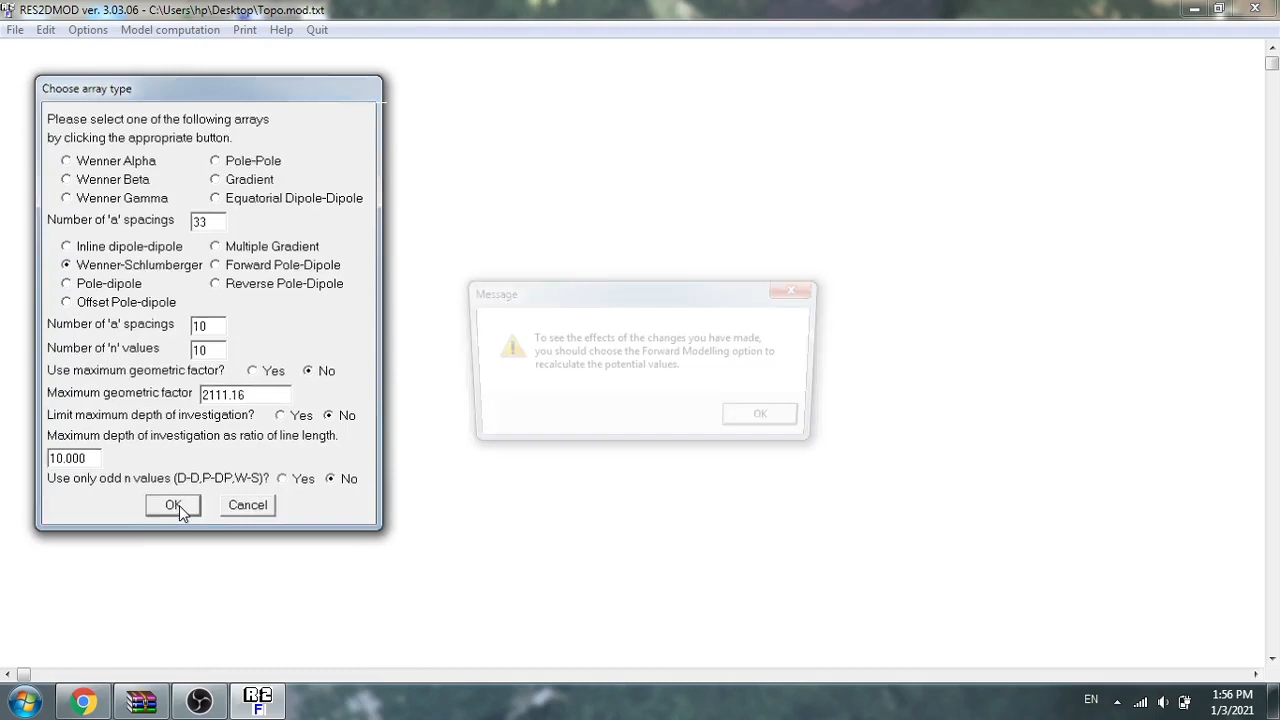 RES2DMOD ver. 3.03.06 - C:\Users\hp\Desktop\Topo.mod.txt
File Edit Options Model computation Print Help Quit
Choose array type
Please select one of the following arrays
by clicking the appropriate button.
Wenner Alpha Pole-Pole
Wenner Beta Gradient
Wenner Gamma Equatorial Dipole-Dipole
Number of 'a' spacings 33
Inline dipole-dipole Multiple Gradient
Wenner-Schlumberger Forward Pole-Dipole
Pole-dipole Reverse Pole-Dipole
Offset Pole-dipole
Number of 'a' spacings 10
Number of 'n' values 10
Use maximum geometric factor? Yes No
Maximum geometric factor 2111.16
Limit maximum depth of investigation? Yes No
Maximum depth of investigation as ratio of line length.
10.000
Use only odd n values (D-D,P-DP,W-S)? Yes No
OK Cancel
Message
To see the effects of the changes you have made,
you should choose the Forward Modelling option to
recalculate the potential values.
OK
R2
F
EN
1:56 PM
1/3/2021